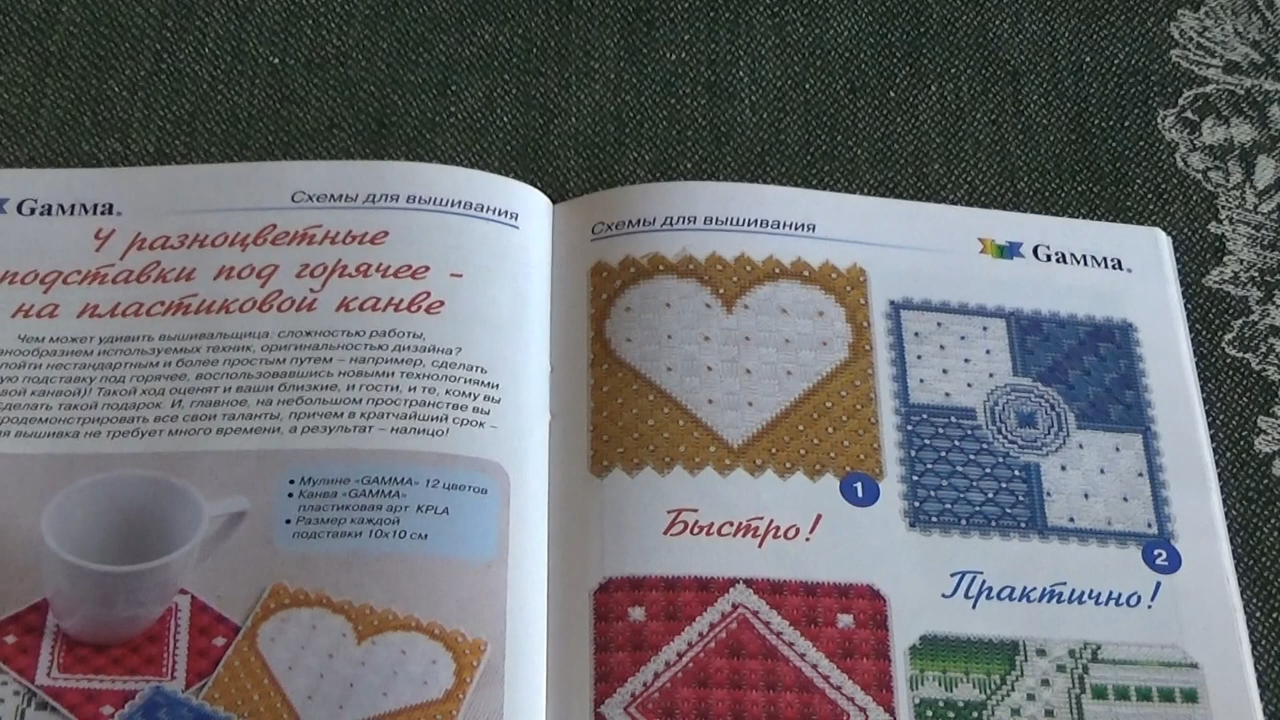 Gamma®
Схемы для вышивания
4 разноцветные
подставки под горячее -
на пластиковой канве
Чем может удивить вышивальщица: сложностью работы,
используемых техник, оригинальностью дизайна?
пойти нестандартным и более простым путем – например, сделать
подставку под горячее, воспользовавшись новыми технологиями
канвой)! Такой ход оценят и ваши близкие, и гости, и те, кому вы
сделать такой подарок. И, главное, на небольшом пространстве вы
продемонстрировать все свои таланты, причем в кратчайший срок –
вышивка не требует много времени, а результат – налицо!
• Мулине «GAMMA» 12 цветов
• Канва «GAMMA»
пластиковая арт. KPLA
• Размер каждой
подставки 10x10 см
Схемы для вышивания
Gamma®
1
Быстро!
2
Практично!